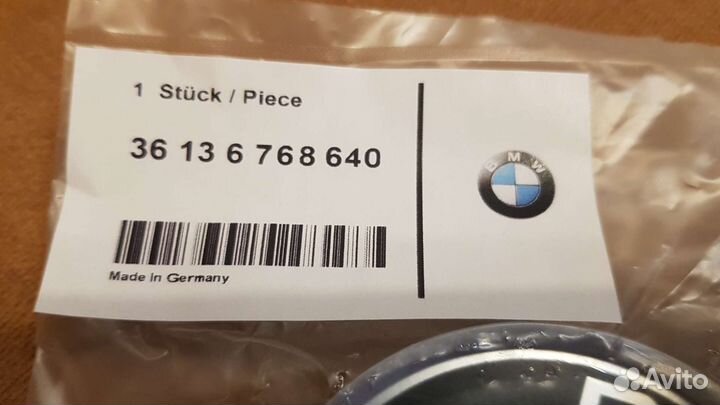 1 Stück / Piece
36 13 6 768 640
BMW
Made in Germany
Avito